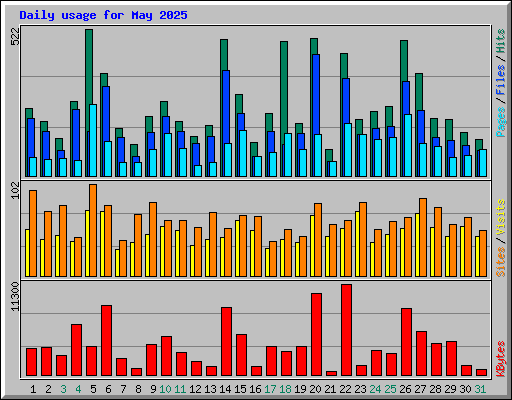 Daily usage for May 2025
522
Pages / Files / Hits
102
Sites / Visits
11300
KBytes
1 2 3 4 5 6 7 8 9 10 11 12 13 14 15 16 17 18 19 20 21 22 23 24 25 26 27 28 29 30 31